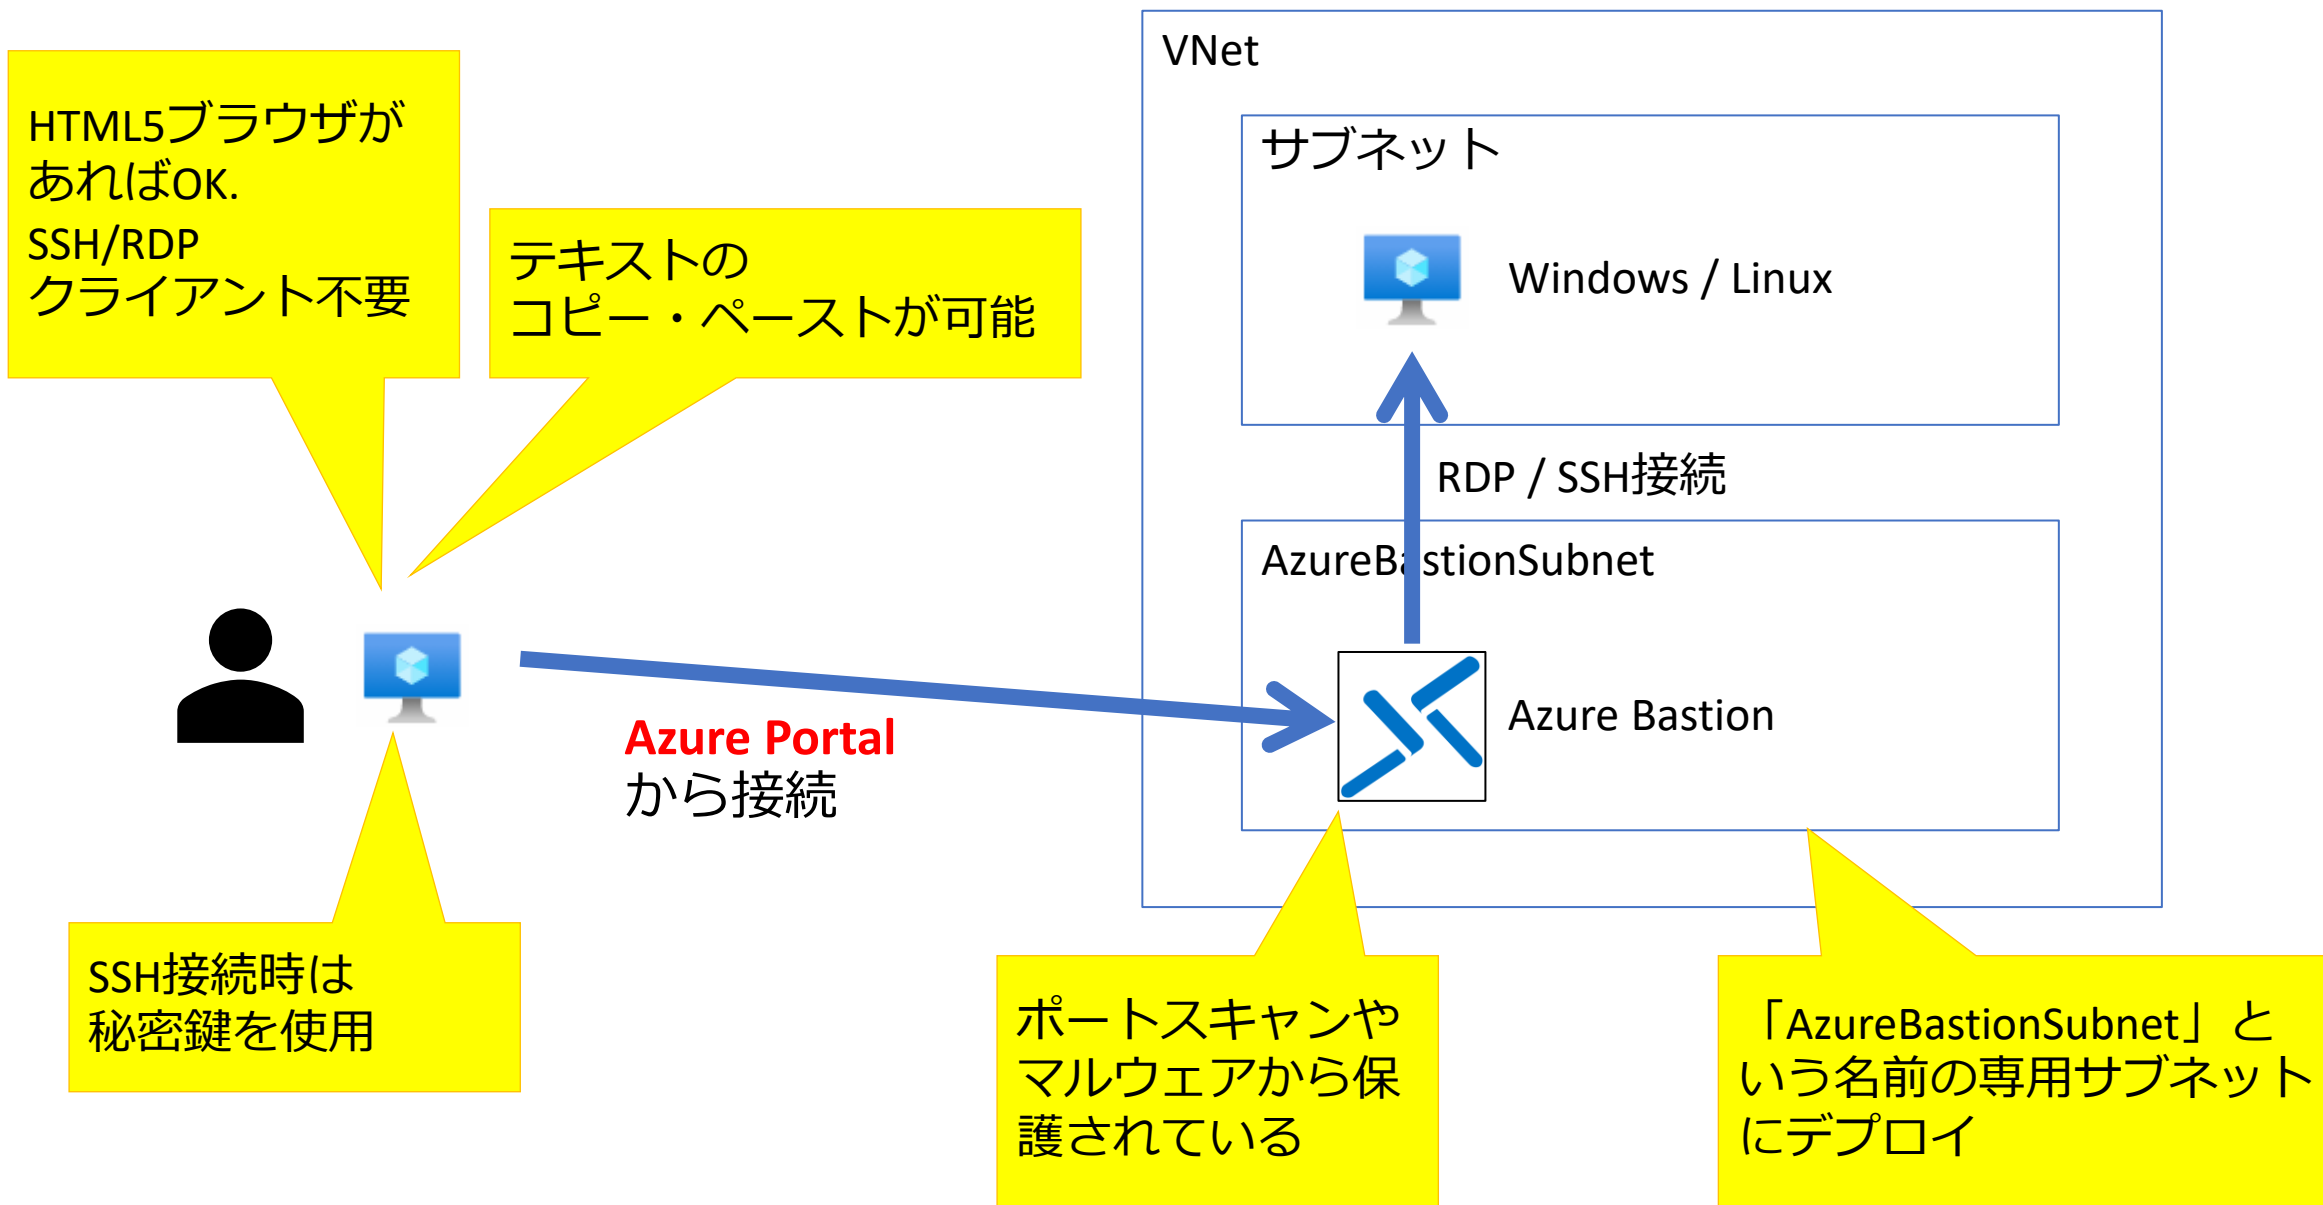 HTML5ブラウザが
あればOK.
SSH/RDP
クライアント不要
テキストの
コピー・ペーストが可能
VNet
サブネット
Windows / Linux
RDP / SSH接続
AzureBastionSubnet
Azure Bastion
Azure Portal
から接続
SSH接続時は
秘密鍵を使用
ポートスキャンや
マルウェアから保
護されている
「AzureBastionSubnet」と
いう名前の専用サブネット
にデプロイ